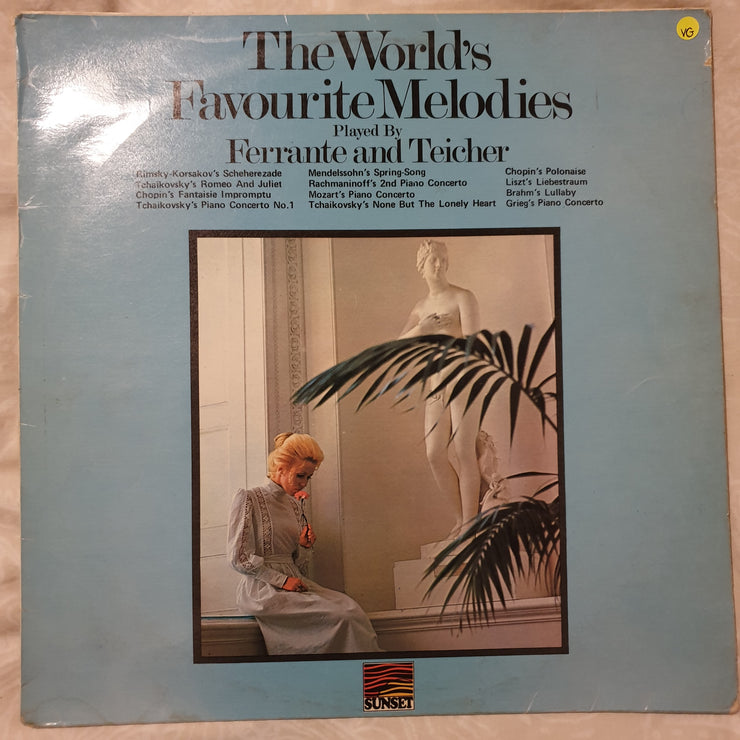 VG
The World's
Favourite Melodies
Played By
Ferrante and Teicher
Rimsky-Korsakov's Scheherezade
Tchaikovsky's Romeo And Juliet
Chopin's Fantaisie Impromptu
Tchaikovsky's Piano Concerto No.1
Mendelssohn's Spring-Song
Rachmaninoff's 2nd Piano Concerto
Mozart's Piano Concerto
Tchaikovsky's None But The Lonely Heart
Chopin's Polonaise
Liszt's Liebestraum
Brahm's Lullaby
Grieg's Piano Concerto
SUNSET